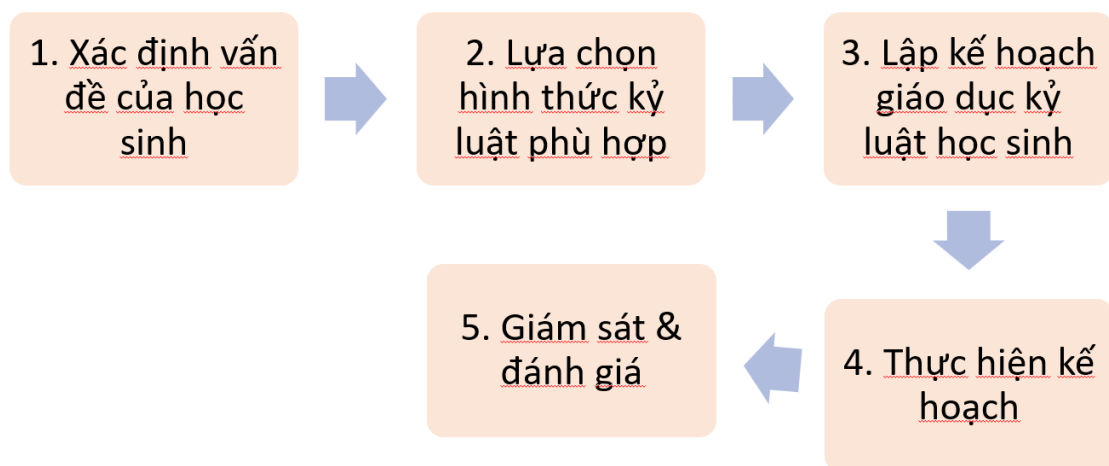 1. Xác định vấn
đề của học
sinh
2. Lựa chọn
hình thức kỷ
luật phù hợp
3. Lập kế hoạch
giáo dục kỷ
luật học sinh
4. Thực hiện kế
hoạch
5. Giám sát &
đánh giá